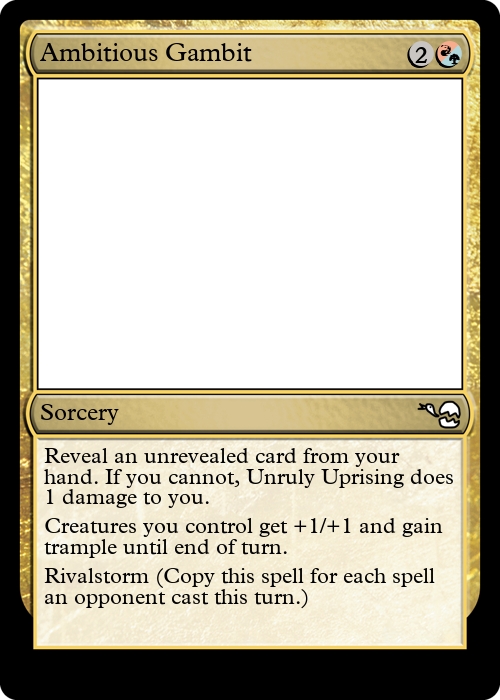 Ambitious Gambit
2
Sorcery
Reveal an unrevealed card from your
hand. If you cannot, Unruly Uprising does
1 damage to you.
Creatures you control get +1/+1 and gain
trample until end of turn.
Rivalstorm (Copy this spell for each spell
an opponent cast this turn.)